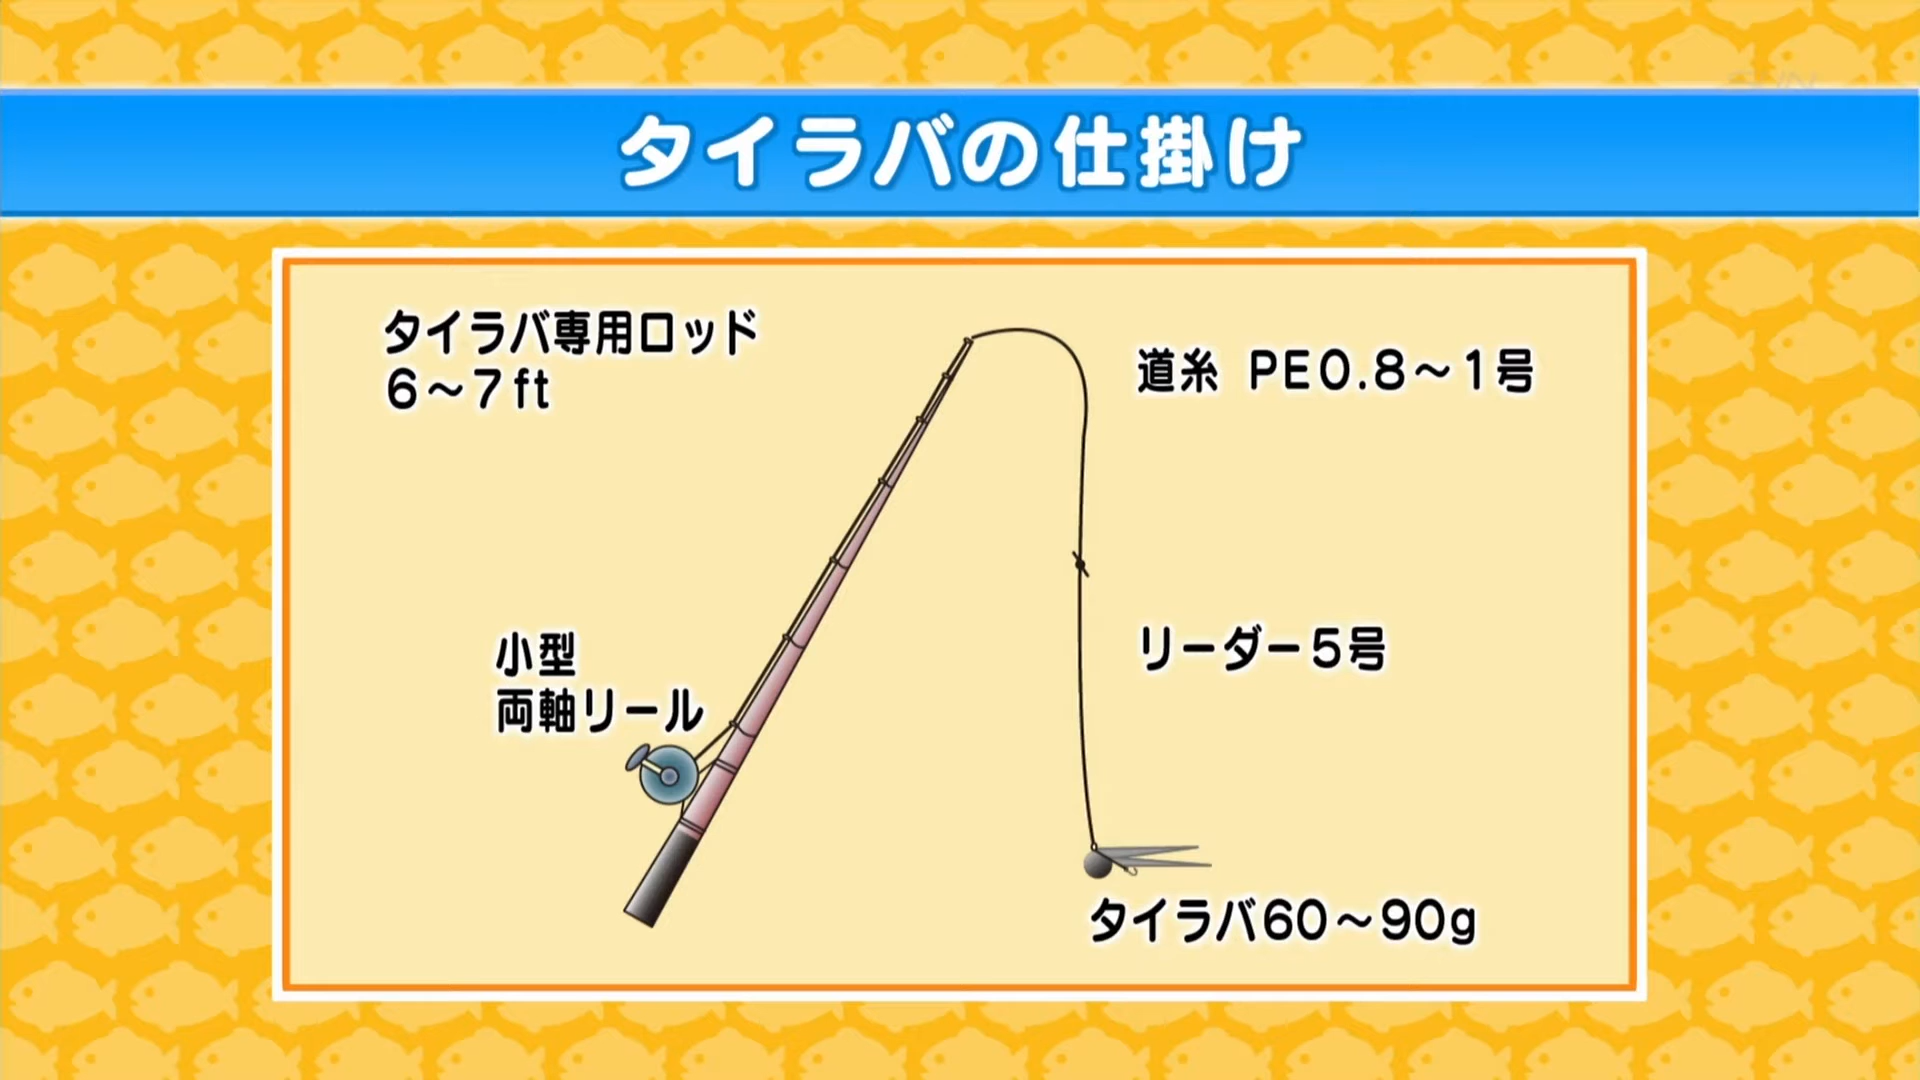 タイラバの仕掛け
タイラバ専用ロッド
6～7ft
道糸 PE0.8～1号
小型
両軸リール
リーダー5号
タイラバ60～90g